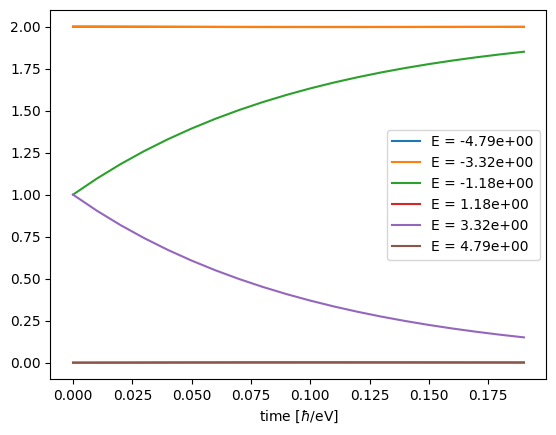 2.00
1.75
1.50
1.25
1.00
0.75
0.50
0.25
0.00
E = -4.79e+00
E = -3.32e+00
E = -1.18e+00
E = 1.18e+00
E = 3.32e+00
E = 4.79e+00
0.000 0.025 0.050 0.075 0.100 0.125 0.150 0.175
time [ℏ/eV]